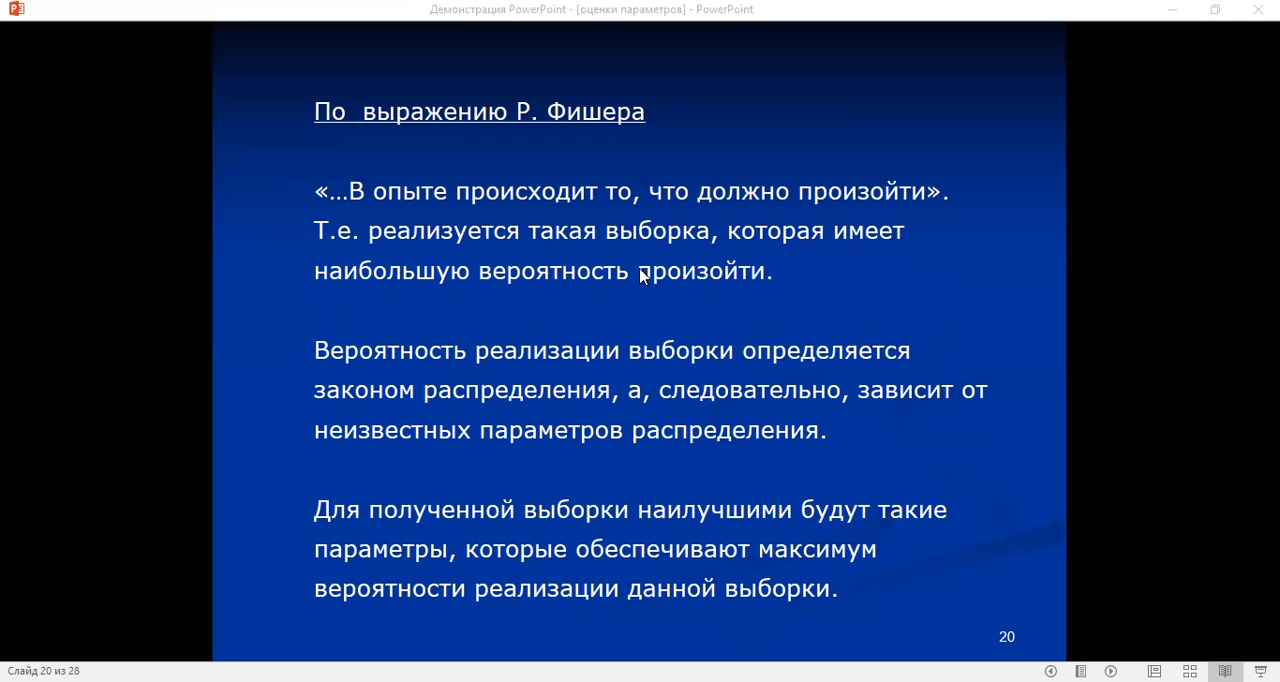 Демонстрация PowerPoint - [оценки параметров] - PowerPoint
По выражению Р. Фишера
«...В опыте происходит то, что должно произойти».
Т.е. реализуется такая выборка, которая имеет
наибольшую вероятность произойти.
Вероятность реализации выборки определяется
законом распределения, а, следовательно, зависит от
неизвестных параметров распределения.
Для полученной выборки наилучшими будут такие
параметры, которые обеспечивают максимум
вероятности реализации данной выборки.
20
Слайд 20 из 28